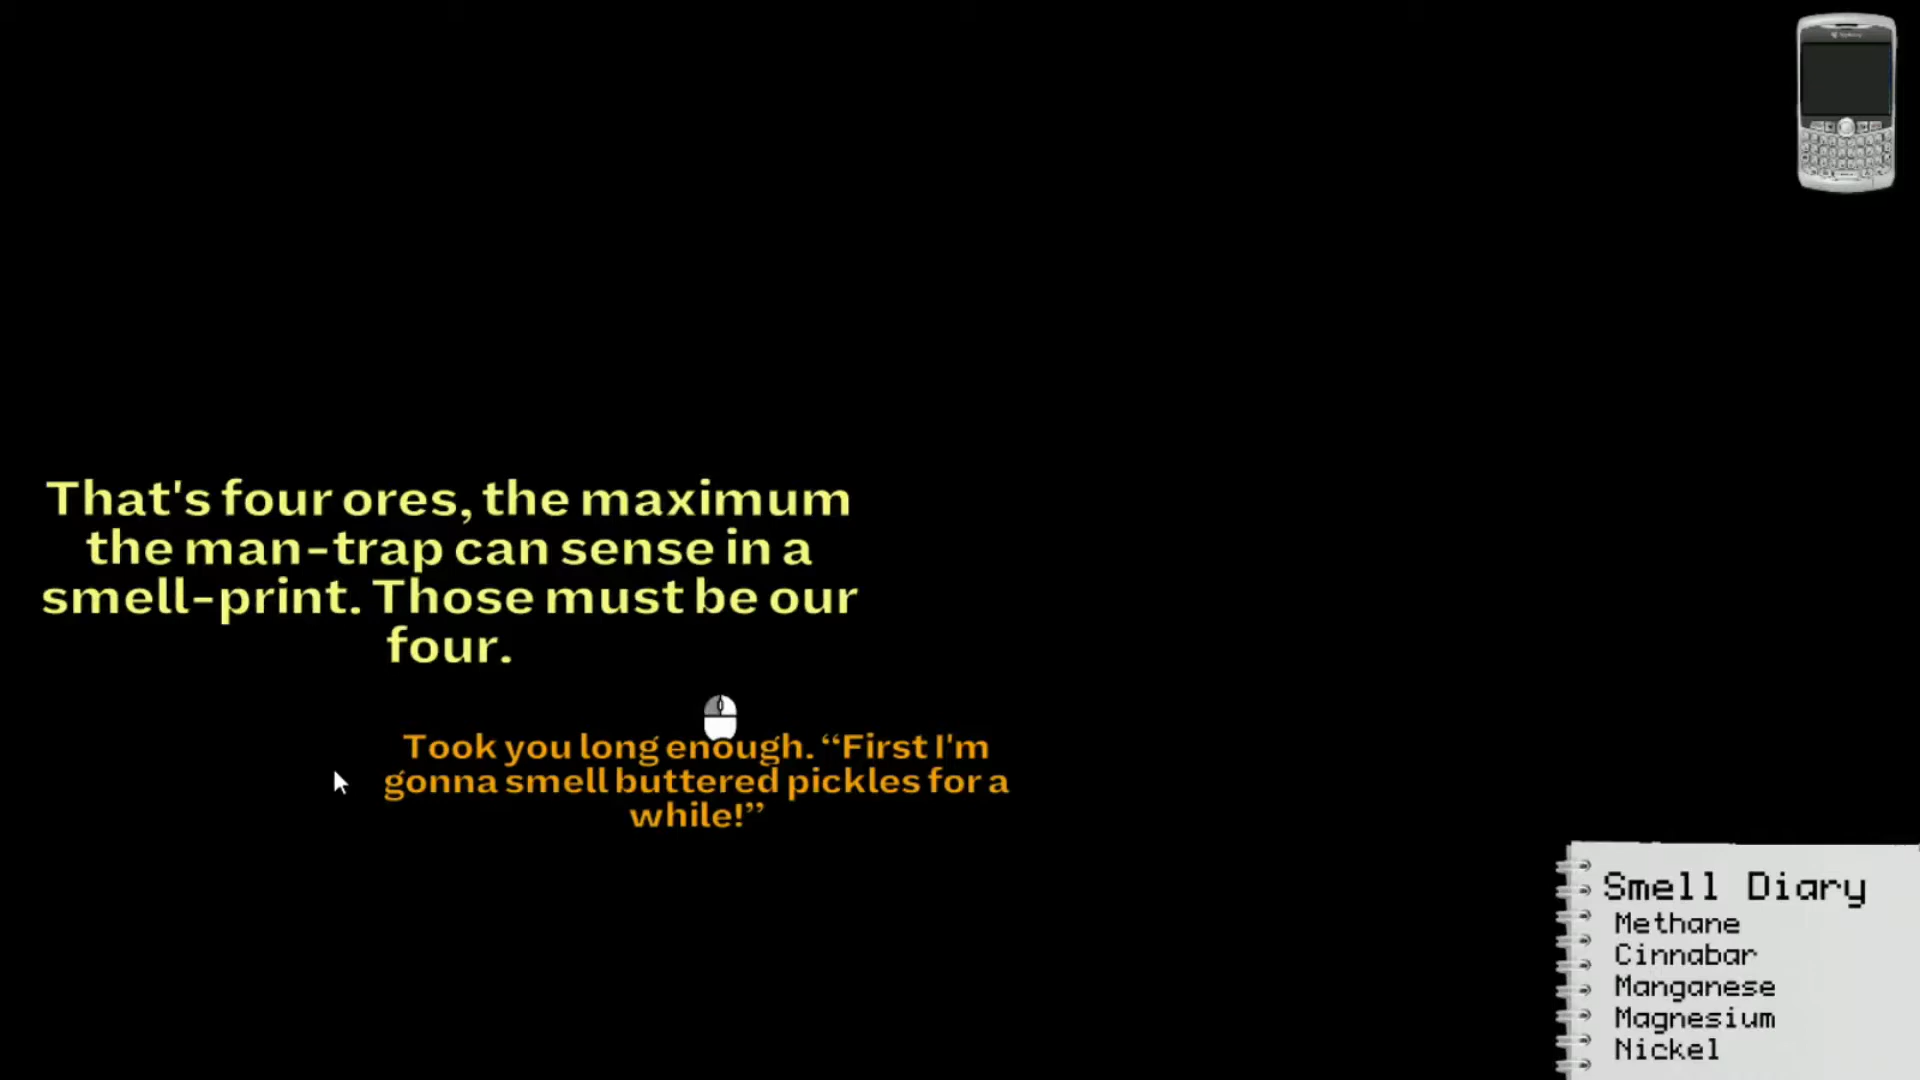 That's four ores, the maximum
the man-trap can sense in a
smell-print. Those must be our
four.
Took you long enough. “First I'm
gonna smell buttered pickles for a
while!”
Smell Diary
Methane
Cinnabar
Manganese
Magnesium
Nickel